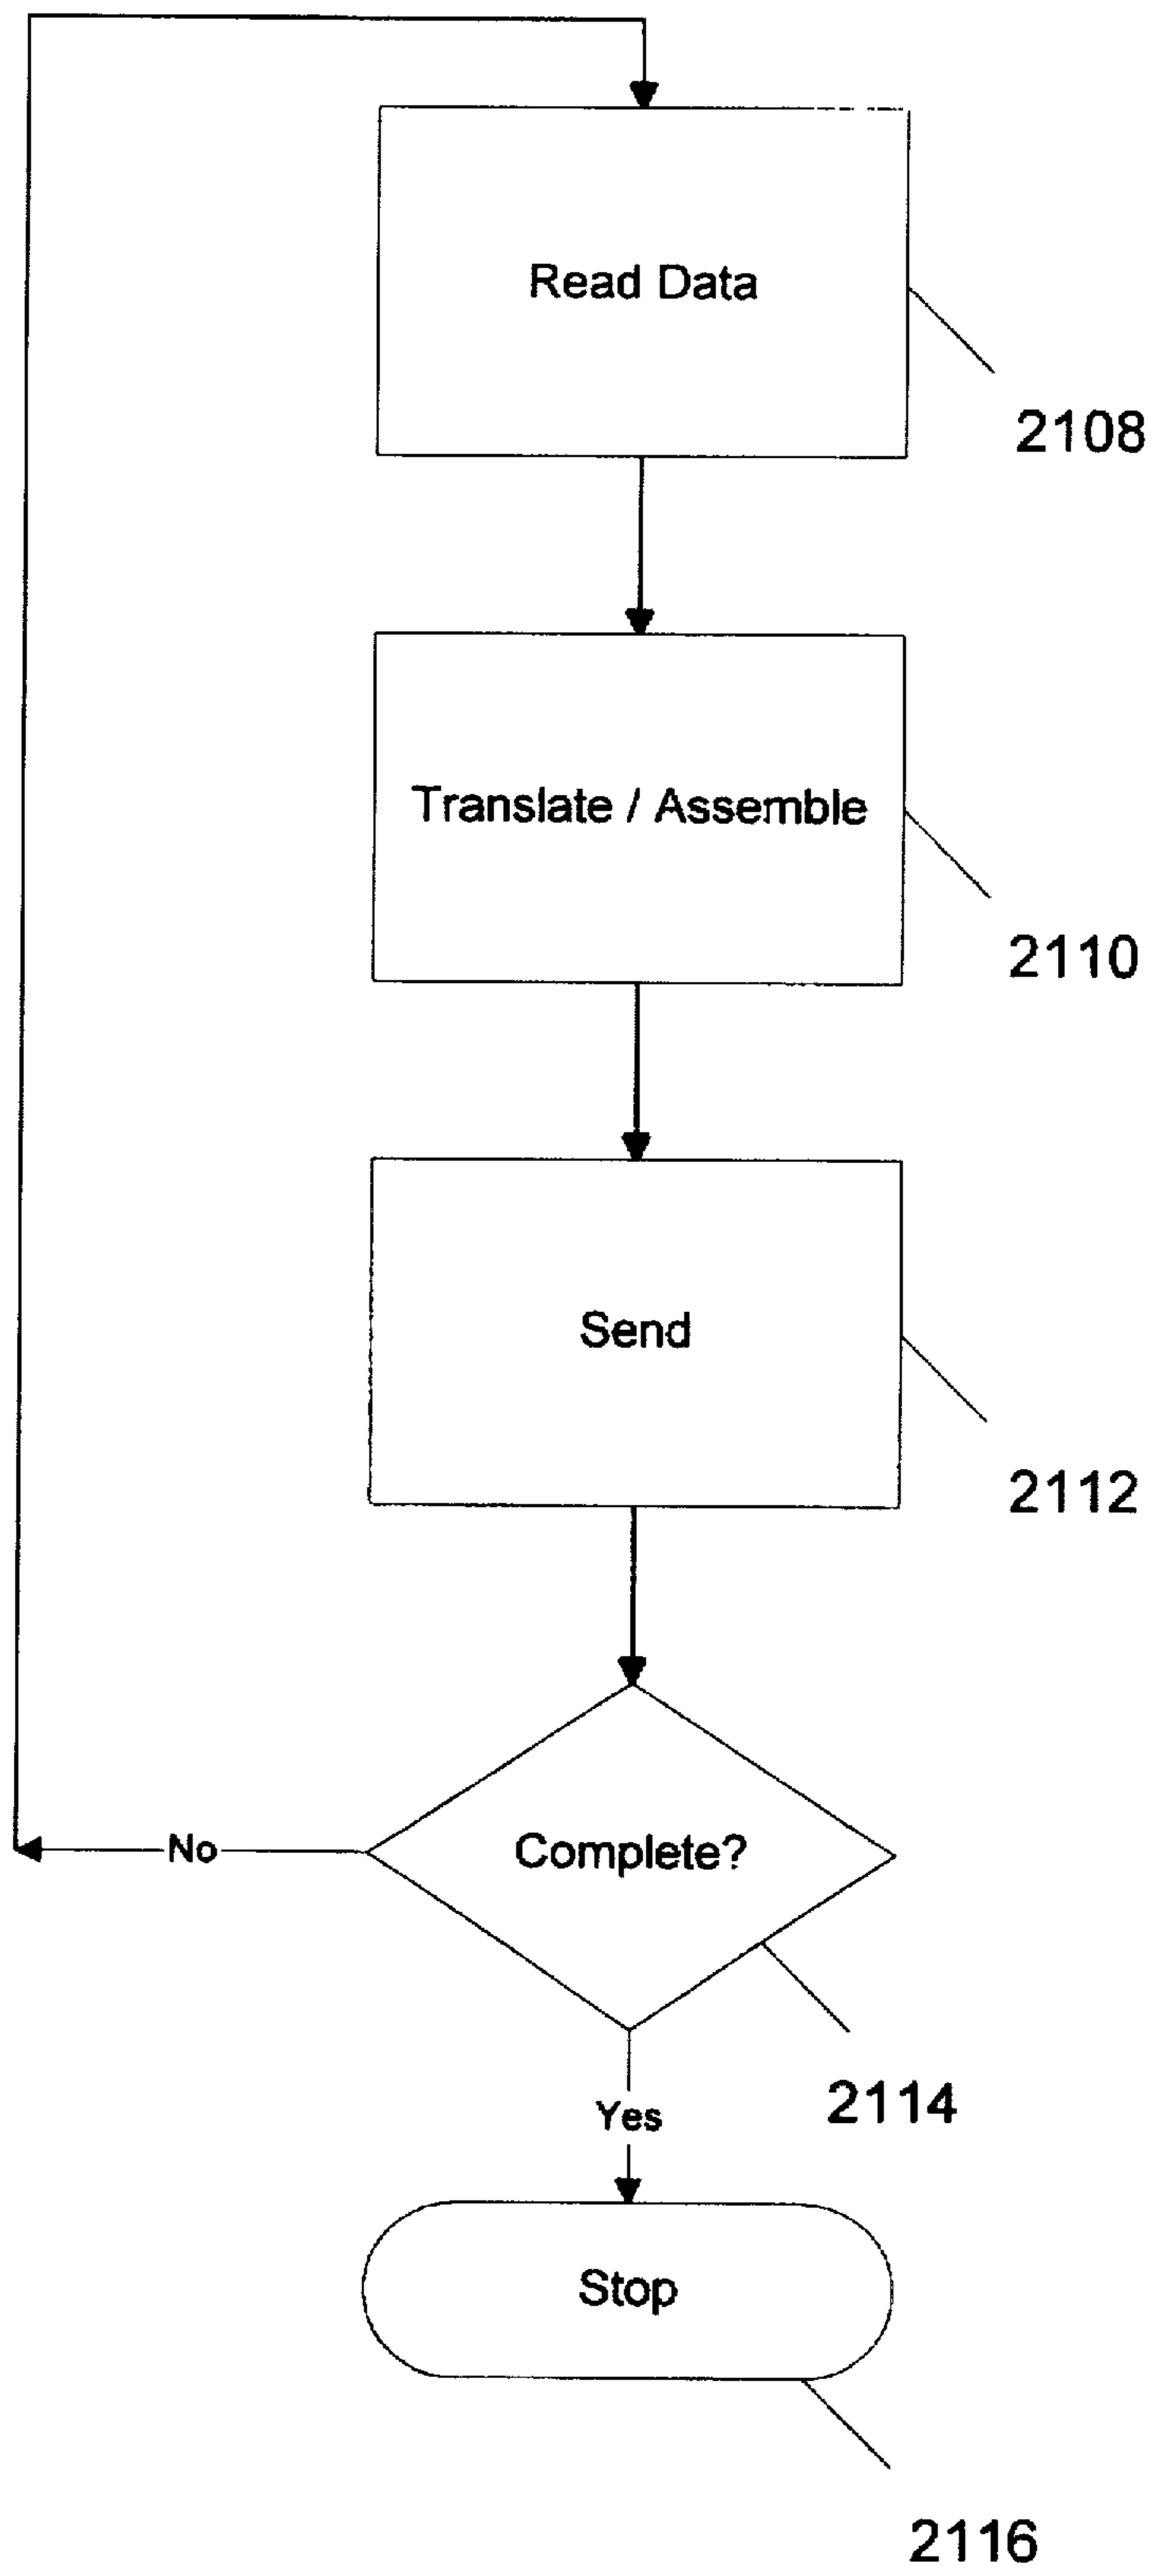 Read Data
2108
Translate / Assemble
2110
Send
2112
Complete?
No
2114
Yes
Stop
2116